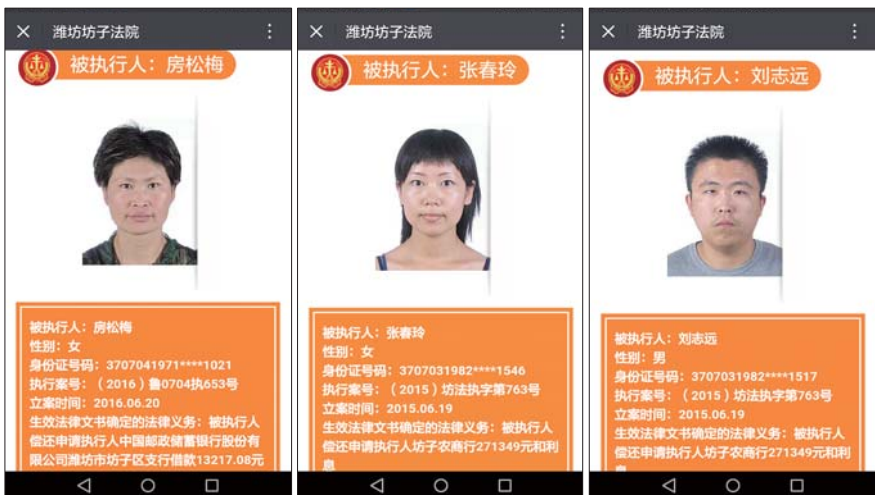 潍坊坊子法院
被执行人：房松梅
被执行人：房松梅
性别：女
身份证号码：3707041971****1021
执行案号：（2016）鲁0704执653号
立案时间：2016.06.20
生效法律文书确定的法律义务：被执行人
偿还申请执行人中国邮政储蓄银行股份有
限公司潍坊市坊子区支行借款13217.08元
潍坊坊子法院
被执行人：张春玲
被执行人：张春玲
性别：女
身份证号码：3707031982****1546
执行案号：（2015）坊法执字第763号
立案时间：2015.06.19
生效法律文书确定的法律义务：被执行人
偿还申请执行人坊子农商行271349元和利
息
潍坊坊子法院
被执行人：刘志远
被执行人：刘志远
性别：男
身份证号码：3707031982****1517
执行案号：（2015）坊法执字第763号
立案时间：2015.06.19
生效法律文书确定的法律义务：被执行人
偿还申请执行人坊子农商行271349元和利
息